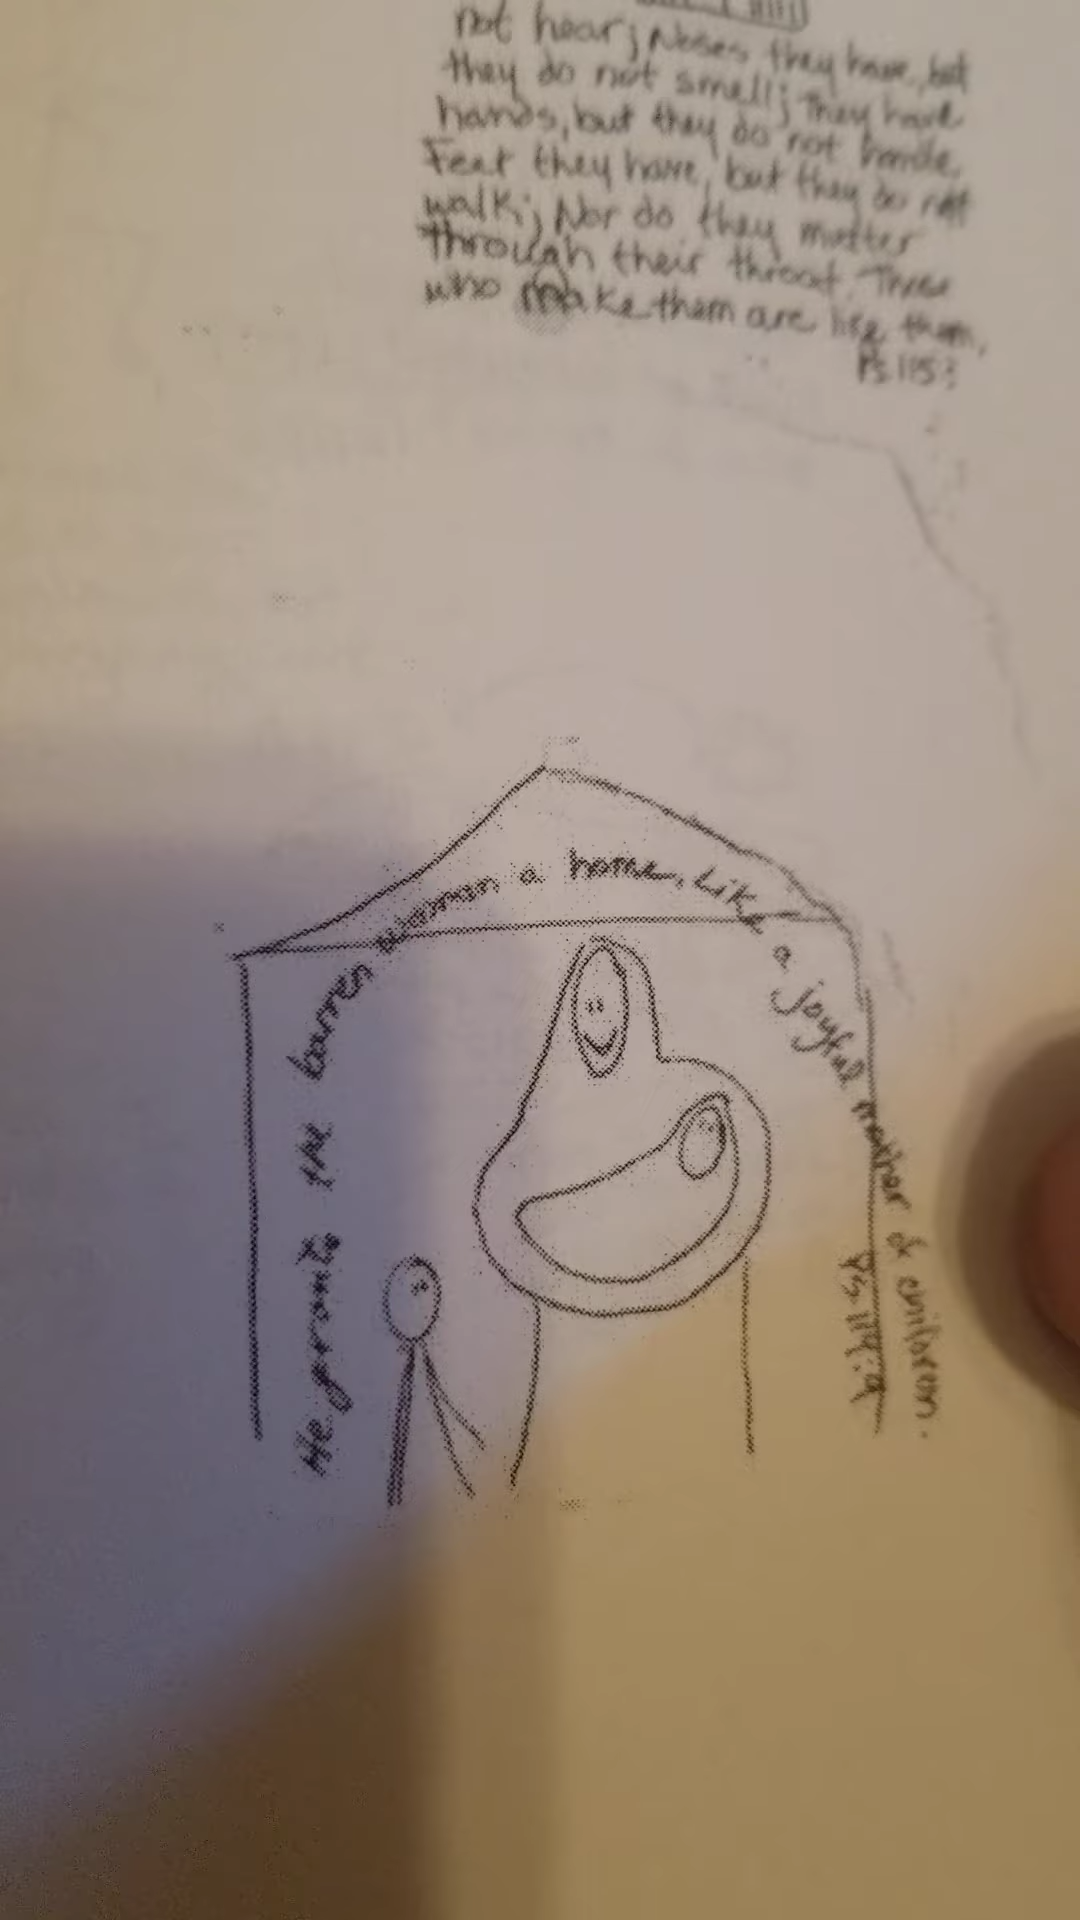 not hear; Noses they have, but
they do not smell; They have
hands, but they do not handle,
Feet they have, but they do not
walk; Nor do they mutter
through their throat. Those
who make them are like them,
Ps.115:
He grants the barren woman a home, Like a joyful mother of children.
Ps.114:9